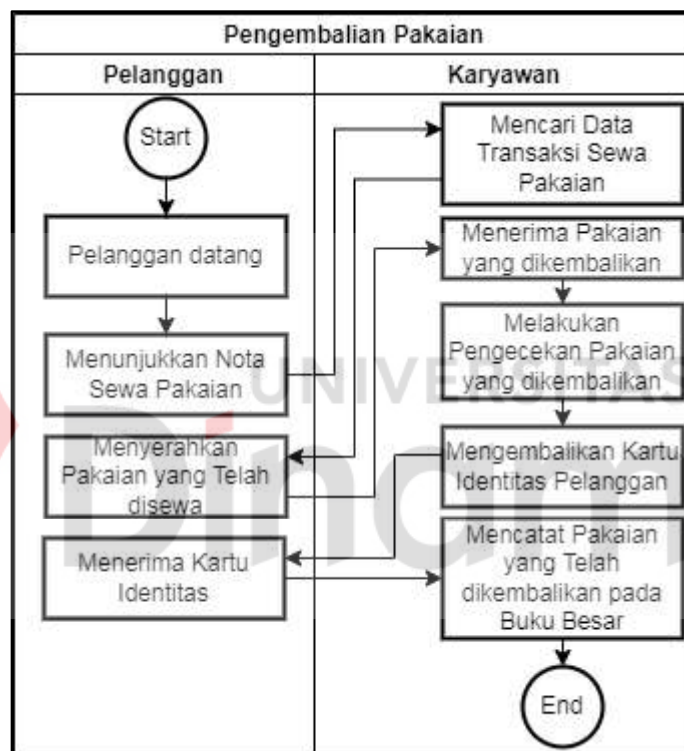 Pengembalian Pakaian
Pelanggan
Karyawan
Start
Mencari Data
Transaksi Sewa
Pakaian
Pelanggan datang
Menerima Pakaian
yang dikembalikan
Menunjukkan Nota
Sewa Pakaian
Melakukan
Pengecekan Pakaian
yang dikembalikan
UNIVERSITAS
Dinam
Menyerahkan
Pakaian yang Telah
disewa
Mengembalikan Kartu
Identitas Pelanggan
Menerima Kartu
Identitas
Mencatat Pakaian
yang Telah
dikembalikan pada
Buku Besar
End